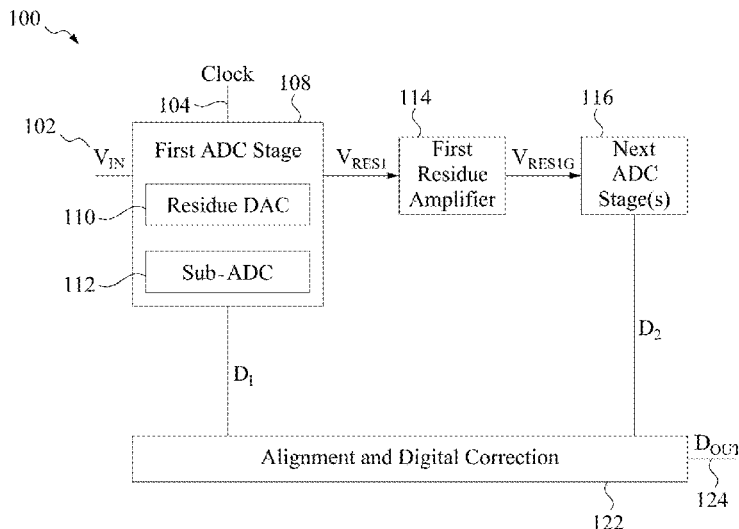 100
Clock
104
108
114
116
102
V_IN
First ADC Stage
V_RES1
First
Residue
Amplifier
V_RES1G
Next
ADC
Stage(s)
110
Residue DAC
112
Sub-ADC
D_1
D_2
Alignment and Digital Correction
D_OUT
124
122